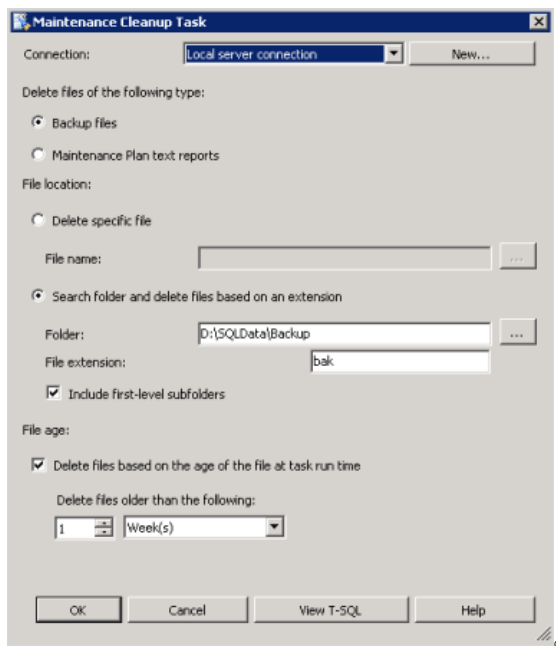 Maintenance Cleanup Task
Connection: Local server connection New...
Delete files of the following type:
Backup files
Maintenance Plan text reports
File location:
Delete specific file
File name: ...
Search folder and delete files based on an extension
Folder: D:\SQLData\Backup ...
File extension: bak
Include first-level subfolders
File age:
Delete files based on the age of the file at task run time
Delete files older than the following:
1 Week(s)
OK Cancel View T-SQL Help